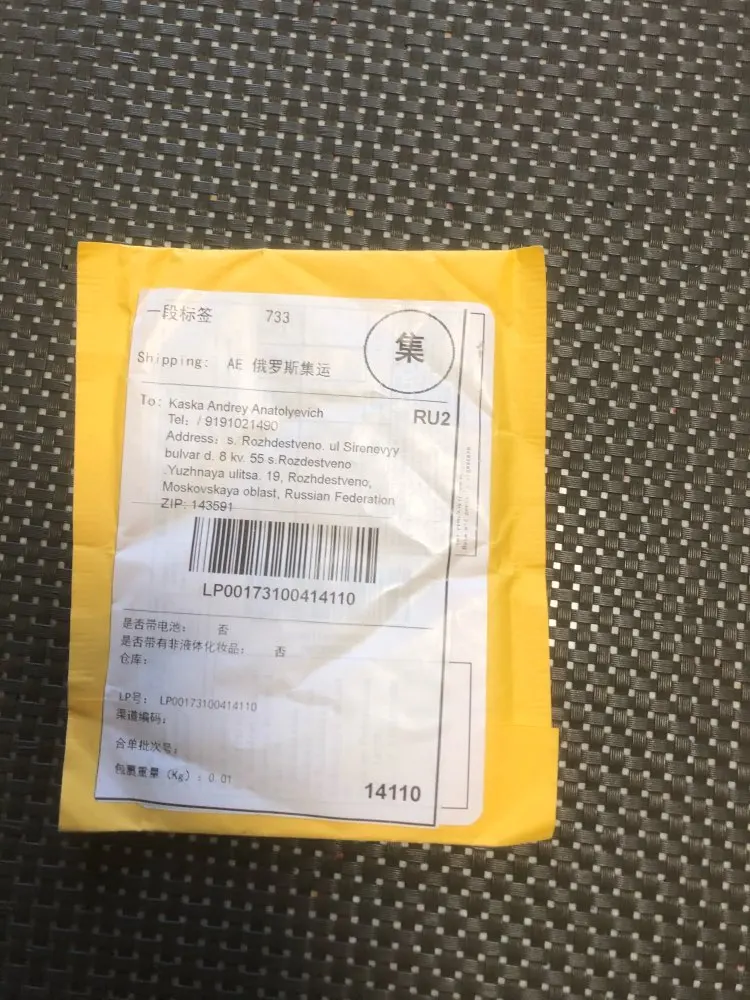 一段标签 733
集
Shipping: AE 俄罗斯集运
To: Kaska Andrey Anatolyevich
RU2
Tel: / 9191021490
Address: s. Rozhdestveno. ul Sirenevyy
bulvar d. 8 kv. 55 s.Rozdestveno
.Yuzhnaya ulitsa. 19, Rozhdestveno,
Moskovskaya oblast, Russian Federation
ZIP: 143591
LP00173100414110
是否带电池: 否
是否带有非液体化妆品: 否
仓库:
LP号: LP00173100414110
渠道编码:
合单批次号:
包裹重量 (Kg): 0.01
14110